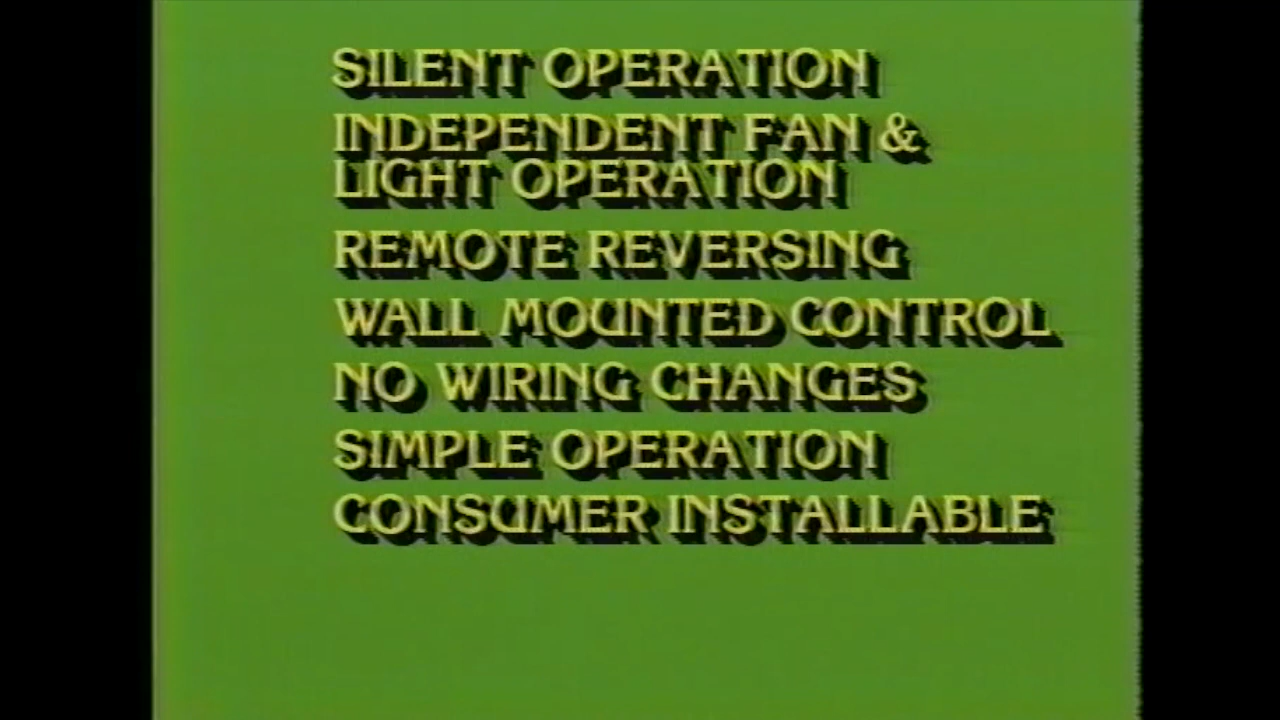 SILENT OPERATION
INDEPENDENT FAN &
LIGHT OPERATION
REMOTE REVERSING
WALL MOUNTED CONTROL
NO WIRING CHANGES
SIMPLE OPERATION
CONSUMER INSTALLABLE